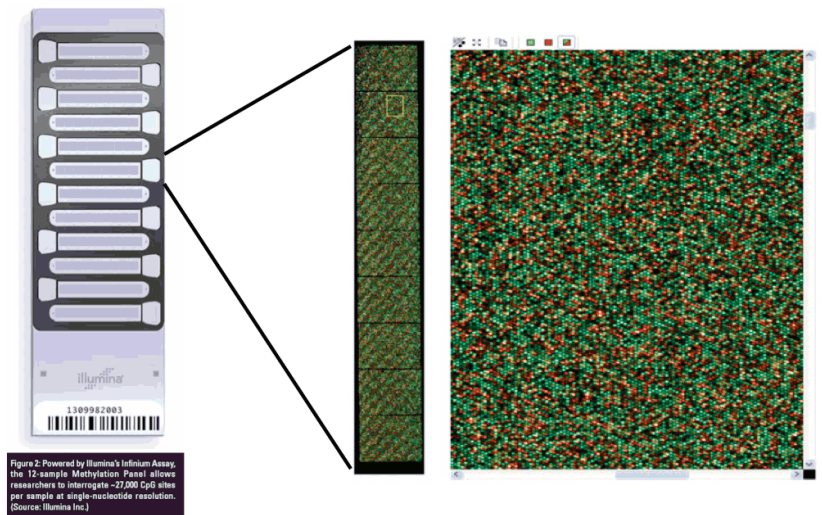 illumina
1309982003
Figure 2: Powered by Illumina's Infinium Assay,
the 12-sample Methylation Panel allows
researchers to interrogate ~27,000 CpG sites
per sample at single-nucleotide resolution.
(Source: Illumina Inc.)